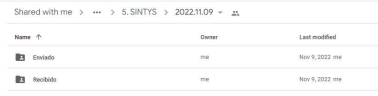 Shared with me > ... > 5. SINTYS > 2022.11.09
Name ↑ Owner Last modified
Enviado me Nov 9, 2022 me
Recibido me Nov 9, 2022 me